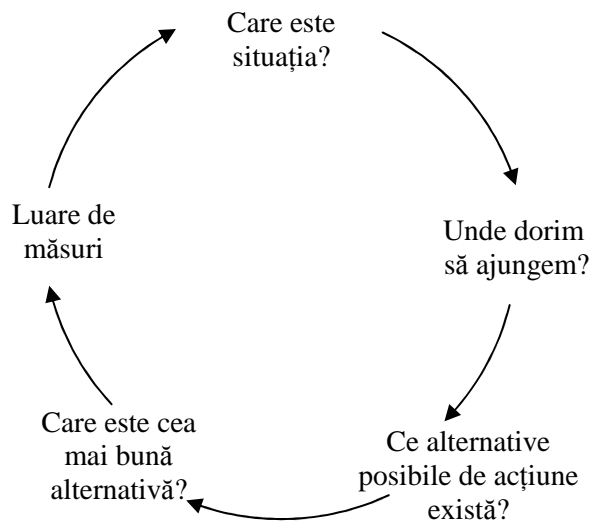 Care este
situația?
Unde dorim
să ajungem?
Ce alternative
posibile de acțiune
există?
Care este cea
mai bună
alternativă?
Luare de
măsuri